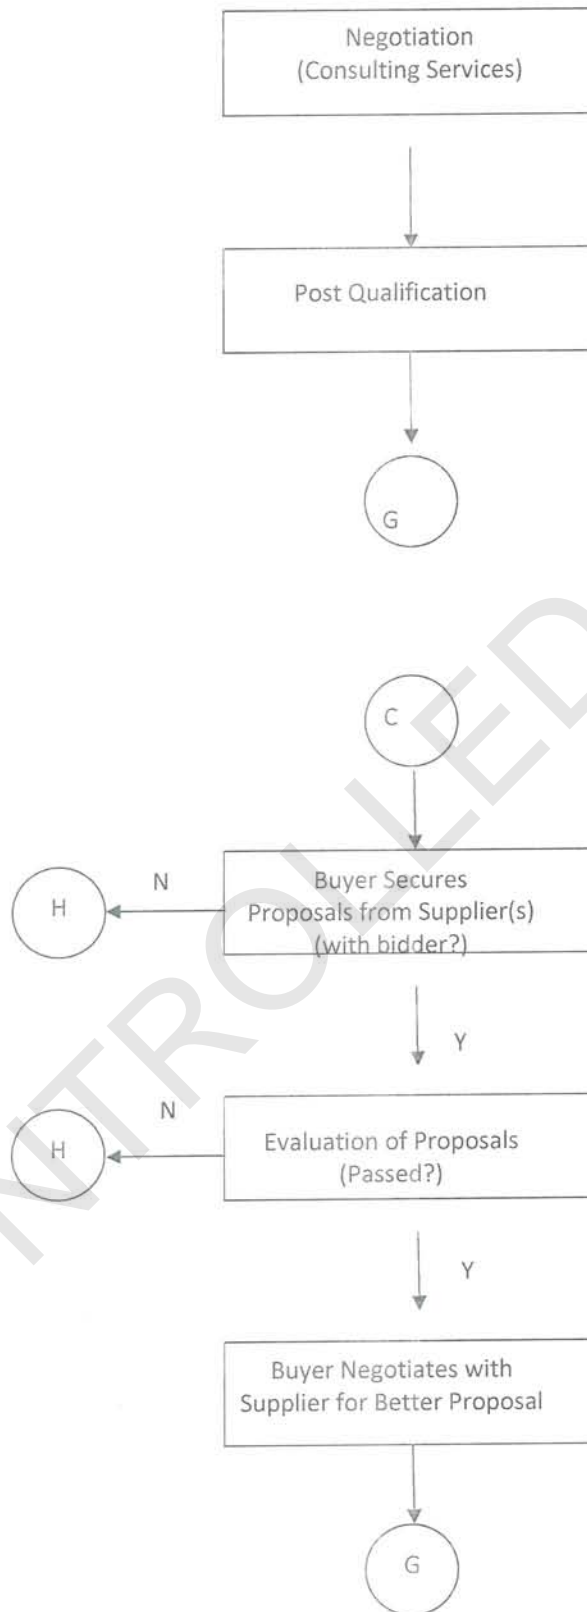 Negotiation
(Consulting Services)
Post Qualification
G
C
Buyer Secures
N
H
Proposals from Supplier(s)
(with bidder?)
Y
N
H
Evaluation of Proposals
(Passed?)
Y
Buyer Negotiates with
Supplier for Better Proposal
G
NTROLLED